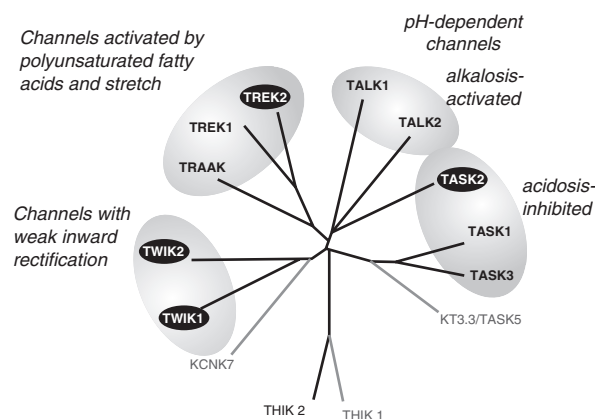 Channels activated by
polyunsaturated fatty
acids and stretch
pH-dependent
channels
alkalosis-
activated
TREK2
TREK1
TRAAK
TALK1
TALK2
TASK2
acidosis-
inhibited
TASK1
TASK3
KT3.3/TASK5
Channels with
weak inward
rectification
TWIK2
TWIK1
KCNK7
THIK 2
THIK 1